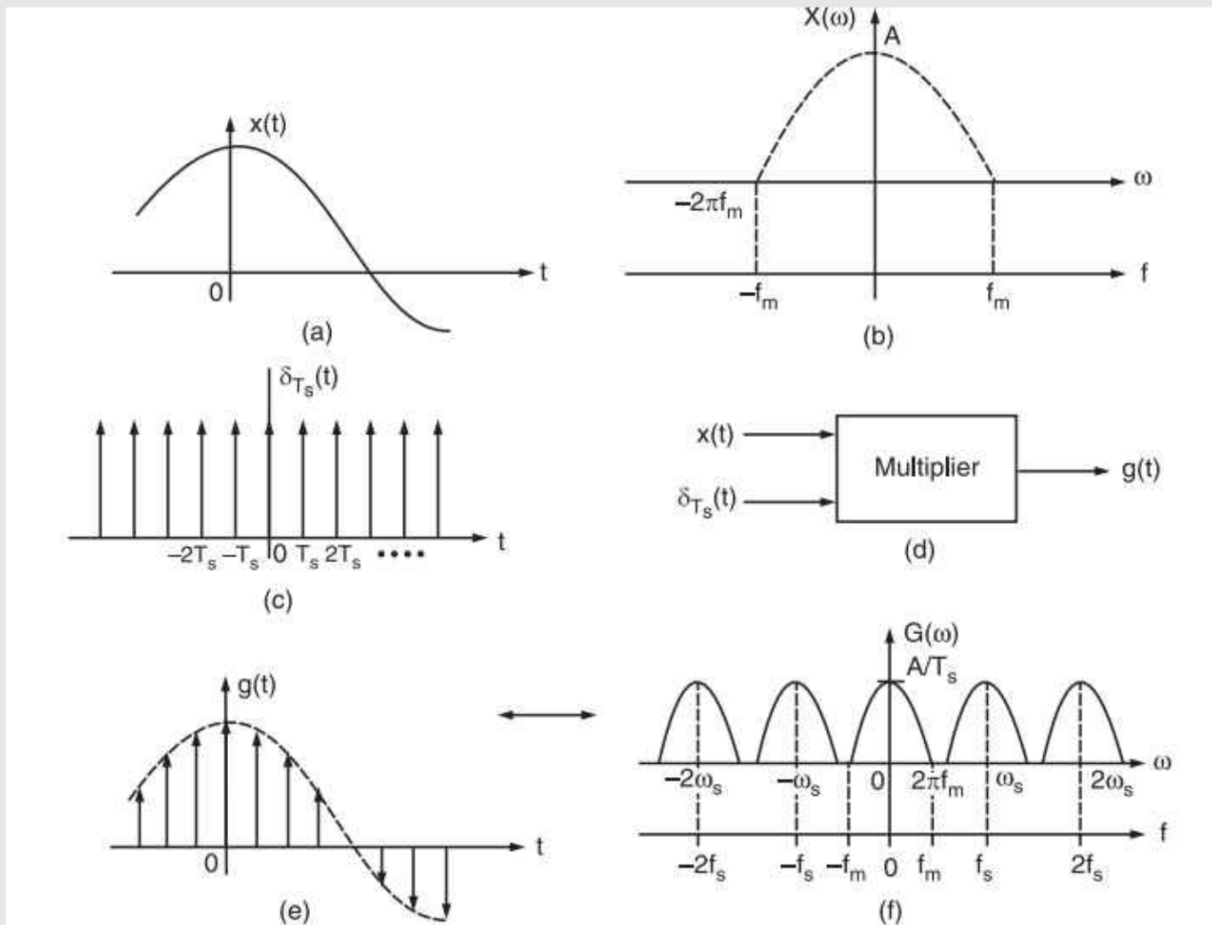 x(t)
t
0
(a)
X(ω)
A
ω
−2πfₘ
f
−fₘ fₘ
(b)
δTₛ(t)
t
−2Tₛ −Tₛ 0 Tₛ 2Tₛ ••••
(c)
x(t)
δTₛ(t)
Multiplier
g(t)
(d)
g(t)
t
0
(e)
G(ω)
A/Tₛ
ω
−2ωₛ −ωₛ 0 2πfₘ ωₛ 2ωₛ
f
−2fₛ −fₛ −fₘ 0 fₘ fₛ 2fₛ
(f)